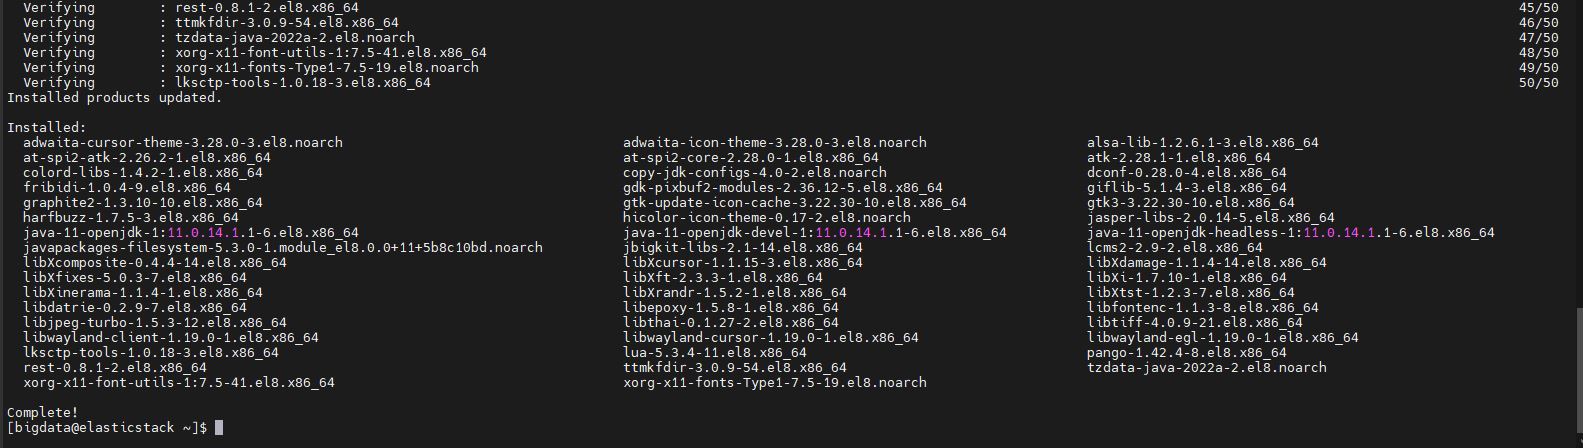 Verifying : rest-0.8.1-2.el8.x86_64 45/50
Verifying : ttmkfdir-3.0.9-54.el8.x86_64 46/50
Verifying : tzdata-java-2022a-2.el8.noarch 47/50
Verifying : xorg-x11-font-utils-1:7.5-41.el8.x86_64 48/50
Verifying : xorg-x11-fonts-Type1-7.5-19.el8.noarch 49/50
Verifying : lksctp-tools-1.0.18-3.el8.x86_64 50/50
Installed products updated.
Installed:
adwaita-cursor-theme-3.28.0-3.el8.noarch adwaita-icon-theme-3.28.0-3.el8.noarch alsa-lib-1.2.6.1-3.el8.x86_64
at-spi2-atk-2.26.2-1.el8.x86_64 at-spi2-core-2.28.0-1.el8.x86_64 atk-2.28.1-1.el8.x86_64
colord-libs-1.4.2-1.el8.x86_64 copy-jdk-configs-4.0-2.el8.noarch dconf-0.28.0-4.el8.x86_64
fribidi-1.0.4-9.el8.x86_64 gdk-pixbuf2-modules-2.36.12-5.el8.x86_64 giflib-5.1.4-3.el8.x86_64
graphite2-1.3.10-10.el8.x86_64 gtk-update-icon-cache-3.22.30-10.el8.x86_64 gtk3-3.22.30-10.el8.x86_64
harfbuzz-1.7.5-3.el8.x86_64 hicolor-icon-theme-0.17-2.el8.noarch jasper-libs-2.0.14-5.el8.x86_64
java-11-openjdk-1:11.0.14.1.1-6.el8.x86_64 java-11-openjdk-devel-1:11.0.14.1.1-6.el8.x86_64 java-11-openjdk-headless-1:11.0.14.1.1-6.el8.x86_64
javapackages-filesystem-5.3.0-1.module_el8.0.0+11+5b8c10bd.noarch jbigkit-libs-2.1-14.el8.x86_64 lcms2-2.9-2.el8.x86_64
libXcomposite-0.4.4-14.el8.x86_64 libXcursor-1.1.15-3.el8.x86_64 libXdamage-1.1.4-14.el8.x86_64
libXfixes-5.0.3-7.el8.x86_64 libXft-2.3.3-1.el8.x86_64 libXi-1.7.10-1.el8.x86_64
libXinerama-1.1.4-1.el8.x86_64 libXrandr-1.5.2-1.el8.x86_64 libXtst-1.2.3-7.el8.x86_64
libdatrie-0.2.9-7.el8.x86_64 libepoxy-1.5.8-1.el8.x86_64 libfontenc-1.1.3-8.el8.x86_64
libjpeg-turbo-1.5.3-12.el8.x86_64 libthai-0.1.27-2.el8.x86_64 libtiff-4.0.9-21.el8.x86_64
libwayland-client-1.19.0-1.el8.x86_64 libwayland-cursor-1.19.0-1.el8.x86_64 libwayland-egl-1.19.0-1.el8.x86_64
lksctp-tools-1.0.18-3.el8.x86_64 lua-5.3.4-11.el8.x86_64 pango-1.42.4-8.el8.x86_64
rest-0.8.1-2.el8.x86_64 ttmkfdir-3.0.9-54.el8.x86_64 tzdata-java-2022a-2.el8.noarch
xorg-x11-font-utils-1:7.5-41.el8.x86_64 xorg-x11-fonts-Type1-7.5-19.el8.noarch
Complete!
[bigdata@elasticstack ~]$